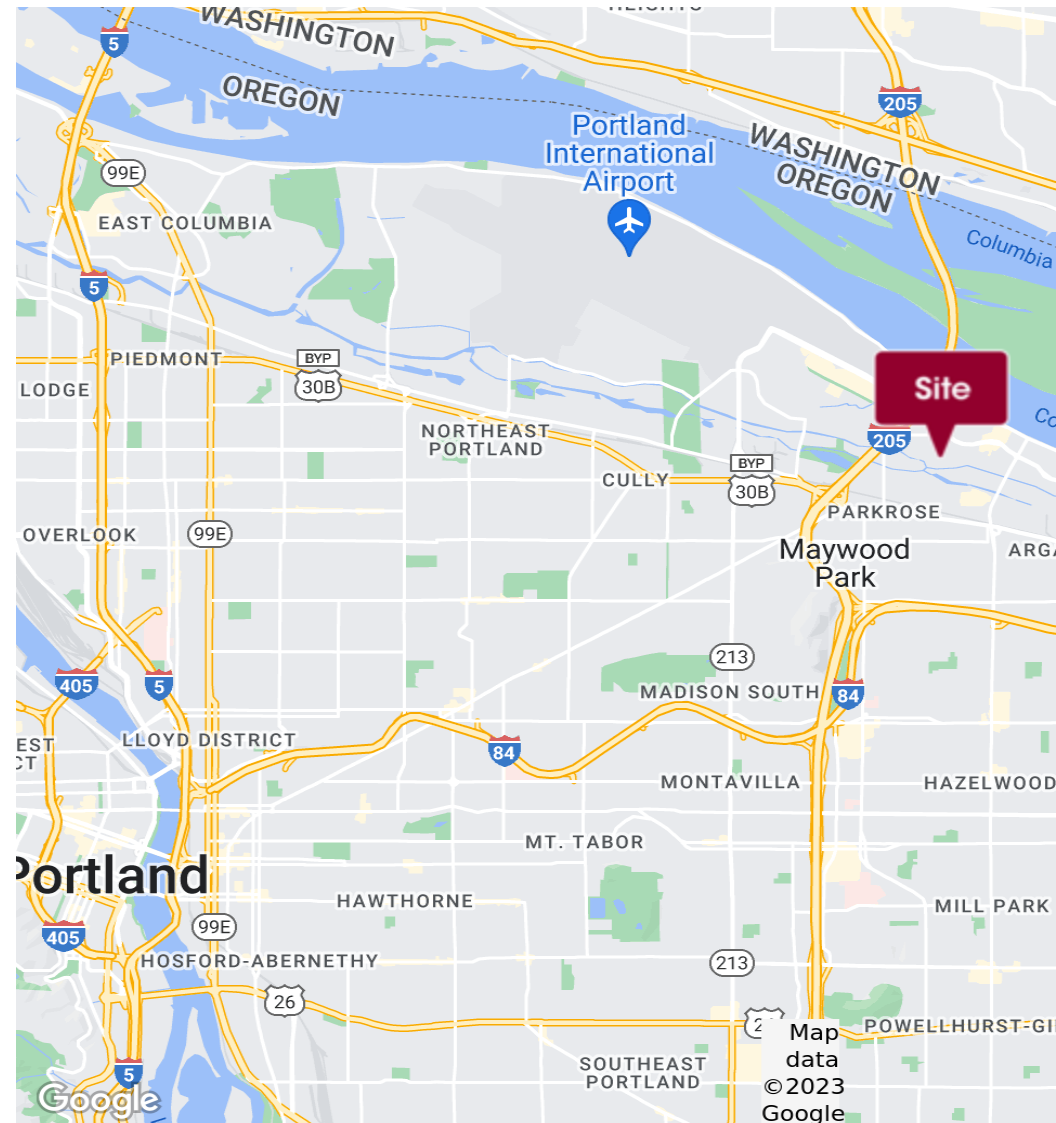 WASHINGTON
5
OREGON
205
Portland
International
Airport
WASHINGTON
OREGON
99E
EAST COLUMBIA
Columbia
5
PIEDMONT
BYP
30B
LODGE
Site
NORTHEAST
PORTLAND
205
BYP
30B
CULLY
PARKROSE
OVERLOOK
99E
Maywood
Park
213
405
5
MADISON SOUTH
84
LLOYD DISTRICT
84
MONTAVILLA
HAZELWOOD
MT. TABOR
Portland
HAWTHORNE
MILL PARK
99E
405
HOSFORD-ABERNETHY
213
26
POWELLHURST-GI
Map
data
©2023
Google
SOUTHEAST
PORTLAND
5
Google